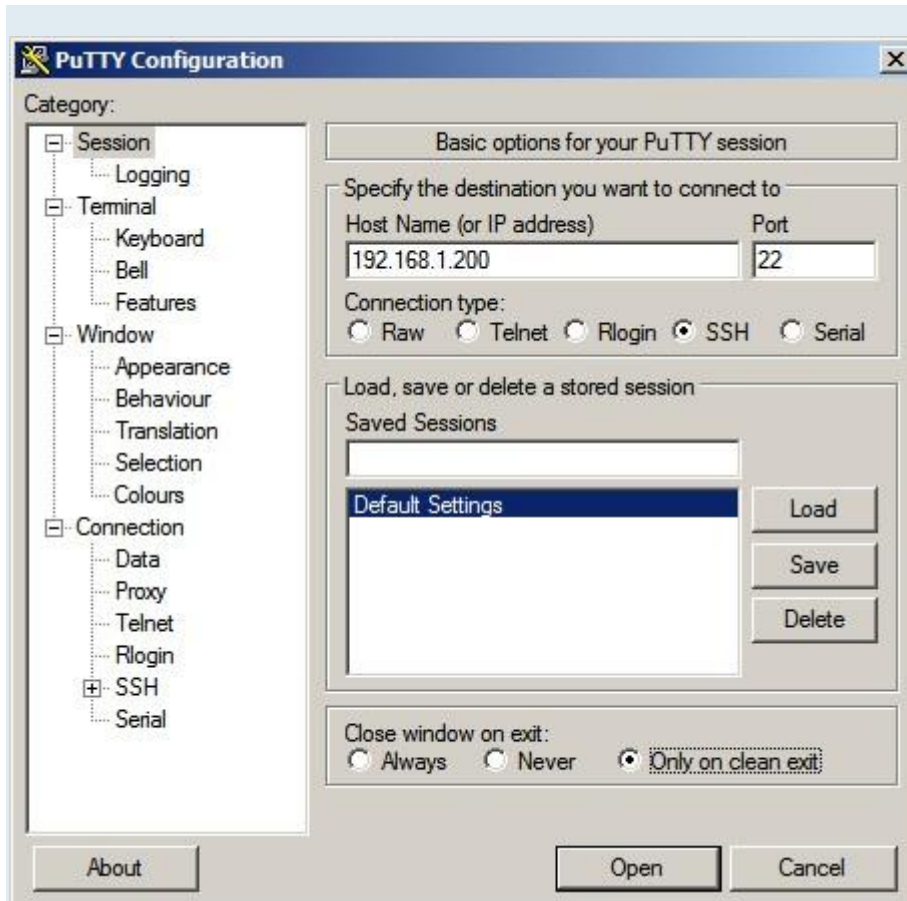 PuTTY Configuration
Category:
Session
Logging
Terminal
Keyboard
Bell
Features
Window
Appearance
Behaviour
Translation
Selection
Colours
Connection
Data
Proxy
Telnet
Rlogin
SSH
Serial
Basic options for your PuTTY session
Specify the destination you want to connect to
Host Name (or IP address) Port
192.168.1.200 22
Connection type:
Raw Telnet Rlogin SSH Serial
Load, save or delete a stored session
Saved Sessions
Default Settings
Load
Save
Delete
Close window on exit:
Always Never Only on clean exit
About Open Cancel